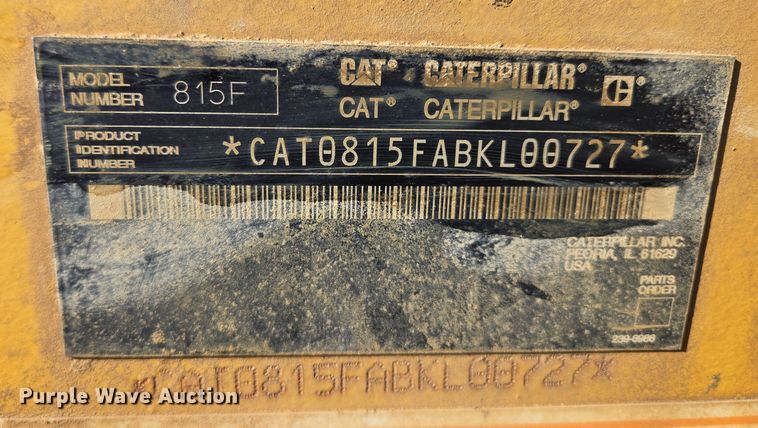 MODEL NUMBER 815F
CAT® CATERPILLAR®
CAT® CATERPILLAR®
PRODUCT IDENTIFICATION NUMBER *CAT0815FABKL00727*
CATERPILLAR INC.
PEORIA, IL 61629
USA
PARTS ORDER
*CAT0815FABKL00727*
Purple Wave Auction